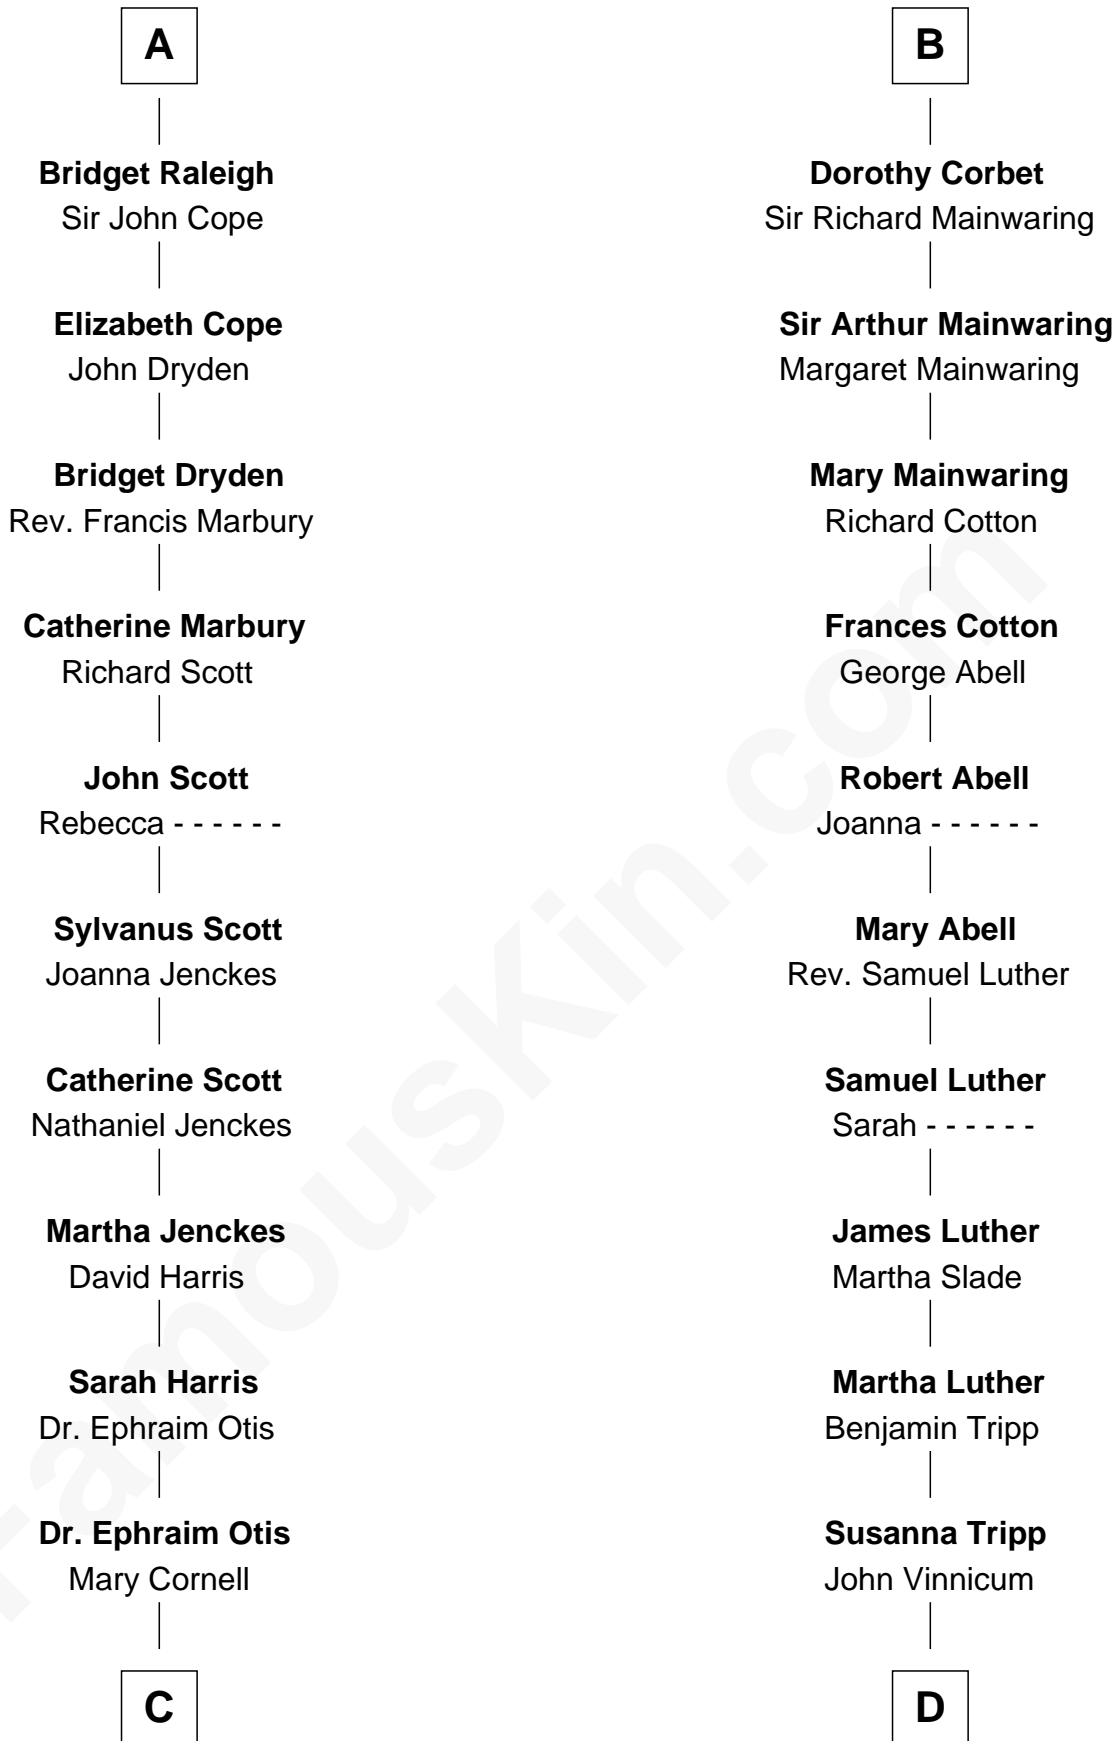 A
Bridget Raleigh
Sir John Cope
Elizabeth Cope
John Dryden
Bridget Dryden
Rev. Francis Marbury
Catherine Marbury
Richard Scott
John Scott
Rebecca - - - - - -
Sylvanus Scott
Joanna Jenckes
Catherine Scott
Nathaniel Jenckes
Martha Jenckes
David Harris
Sarah Harris
Dr. Ephraim Otis
Dr. Ephraim Otis
Mary Cornell
C
B
Dorothy Corbet
Sir Richard Mainwaring
Sir Arthur Mainwaring
Margaret Mainwaring
Mary Mainwaring
Richard Cotton
Frances Cotton
George Abell
Robert Abell
Joanna - - - - - -
Mary Abell
Rev. Samuel Luther
Samuel Luther
Sarah - - - - - -
James Luther
Martha Slade
Martha Luther
Benjamin Tripp
Susanna Tripp
John Vinnicum
D
FamousKin.com